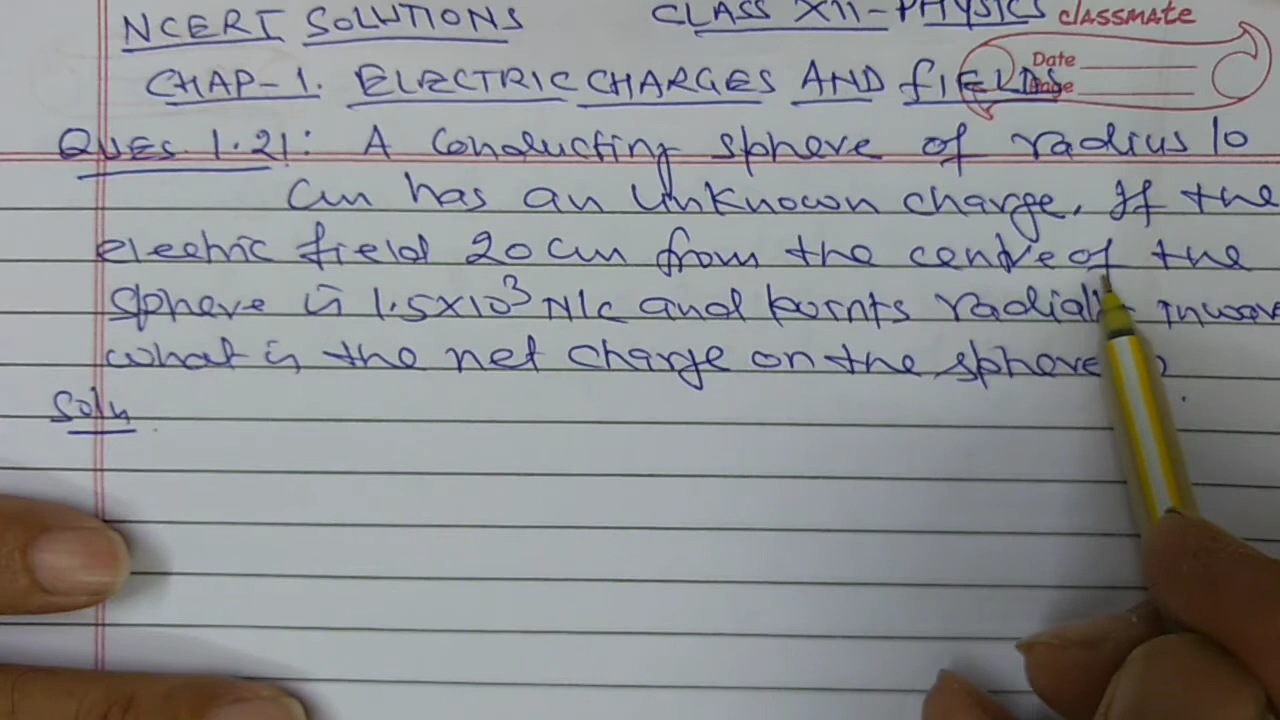 NCERT SOLUTIONS CLASS XII-PHYSICS classmate
CHAP-1. ELECTRIC CHARGES AND FIELDS
Date
Page
QUES. 1.21: A Conducting sphere of radius 10
Cm has an unknown charge. If the
electric field 20 cm from the centre of the
sphere is 1.5x10³ N/c and points radially inwar
what is the net charge on the sphere ?
Soln